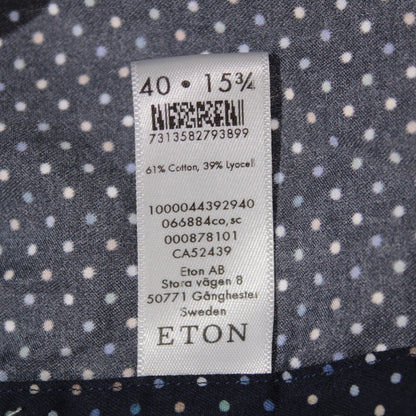 40 • 15¾
7313582793899
61% Cotton, 39% Lyocell
1000044392940
066884co,sc
000878101
CA52439
Eton AB
Stora vägen 8
50771 Gånghester
Sweden
ETON